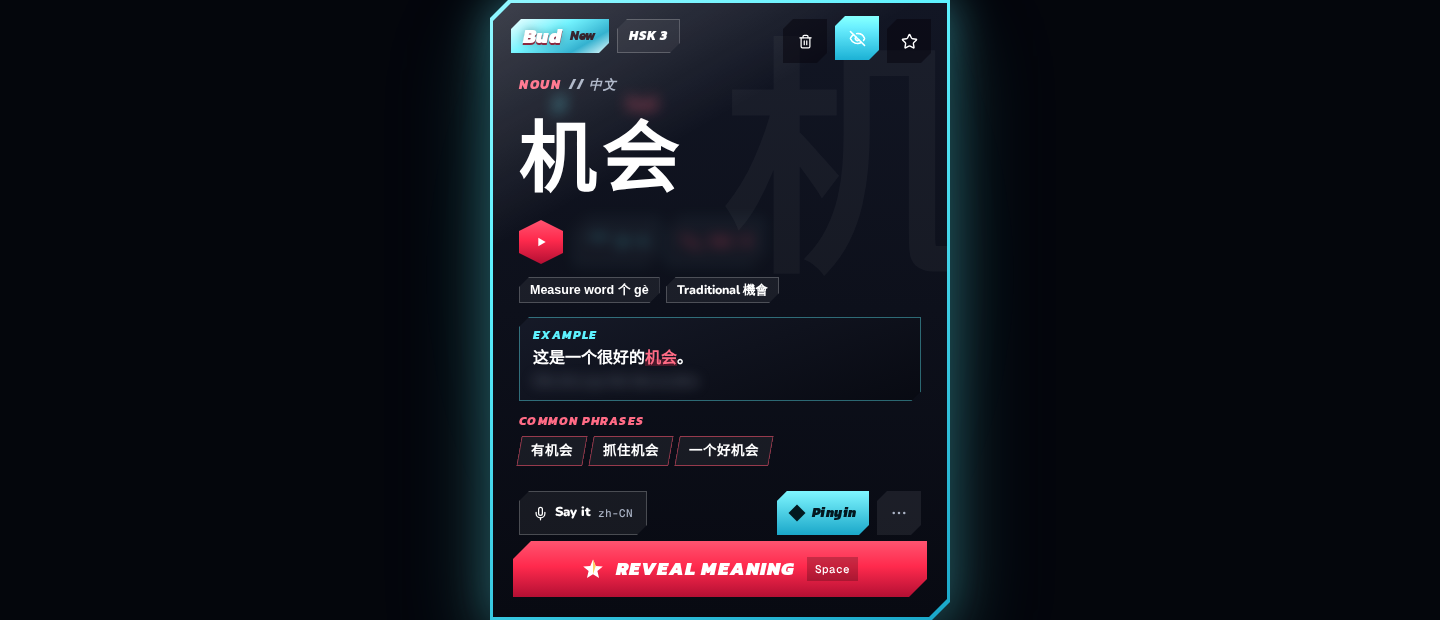 Bud New HSK 3
NOUN // 中文
机会
机
Measure word 个 gè Traditional 機會
EXAMPLE
这是一个很好的机会。
COMMON PHRASES
有机会 抓住机会 一个好机会
Say it zh-CN Pinyin
REVEAL MEANING Space